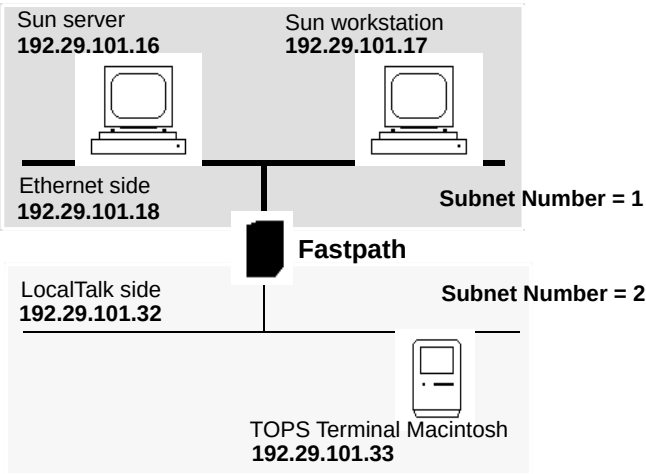 Sun server
192.29.101.16
Sun workstation
192.29.101.17
Ethernet side
192.29.101.18
Subnet Number = 1
Fastpath
LocalTalk side
192.29.101.32
Subnet Number = 2
TOPS Terminal Macintosh
192.29.101.33